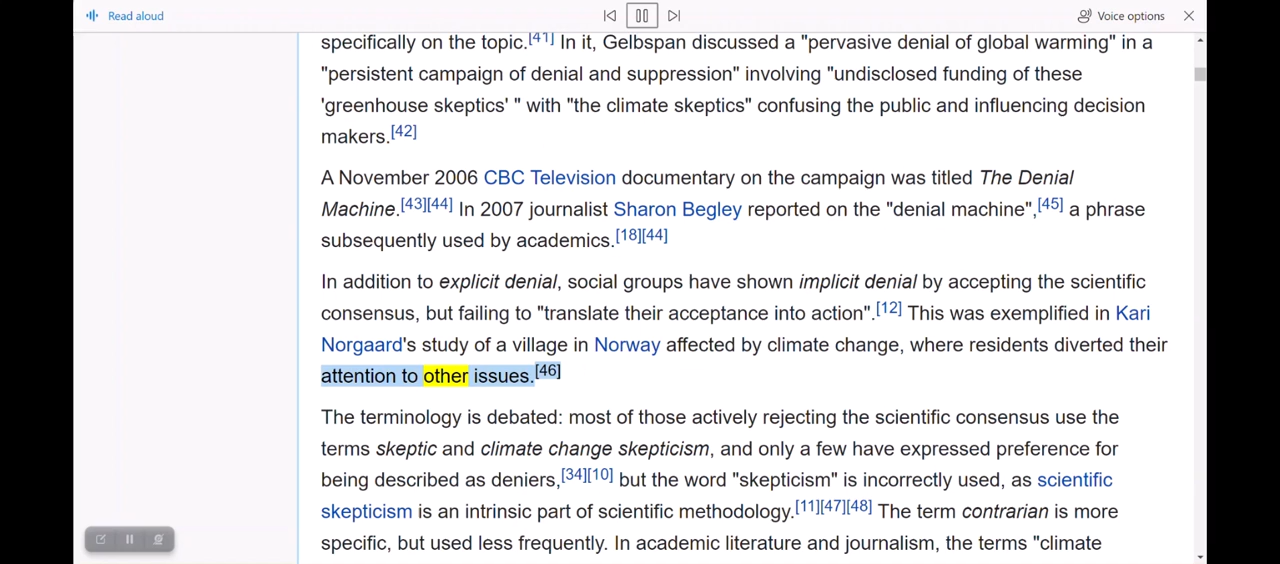 Read aloud
Voice options
specifically on the topic.[41] In it, Gelbspan discussed a "pervasive denial of global warming" in a
"persistent campaign of denial and suppression" involving "undisclosed funding of these
'greenhouse skeptics' " with "the climate skeptics" confusing the public and influencing decision
makers.[42]
A November 2006 CBC Television documentary on the campaign was titled The Denial
Machine.[43][44] In 2007 journalist Sharon Begley reported on the "denial machine",[45] a phrase
subsequently used by academics.[18][44]
In addition to explicit denial, social groups have shown implicit denial by accepting the scientific
consensus, but failing to "translate their acceptance into action".[12] This was exemplified in Kari
Norgaard's study of a village in Norway affected by climate change, where residents diverted their
attention to other issues.[46]
The terminology is debated: most of those actively rejecting the scientific consensus use the
terms skeptic and climate change skepticism, and only a few have expressed preference for
being described as deniers,[34][10] but the word "skepticism" is incorrectly used, as scientific
skepticism is an intrinsic part of scientific methodology.[11][47][48] The term contrarian is more
specific, but used less frequently. In academic literature and journalism, the terms "climate